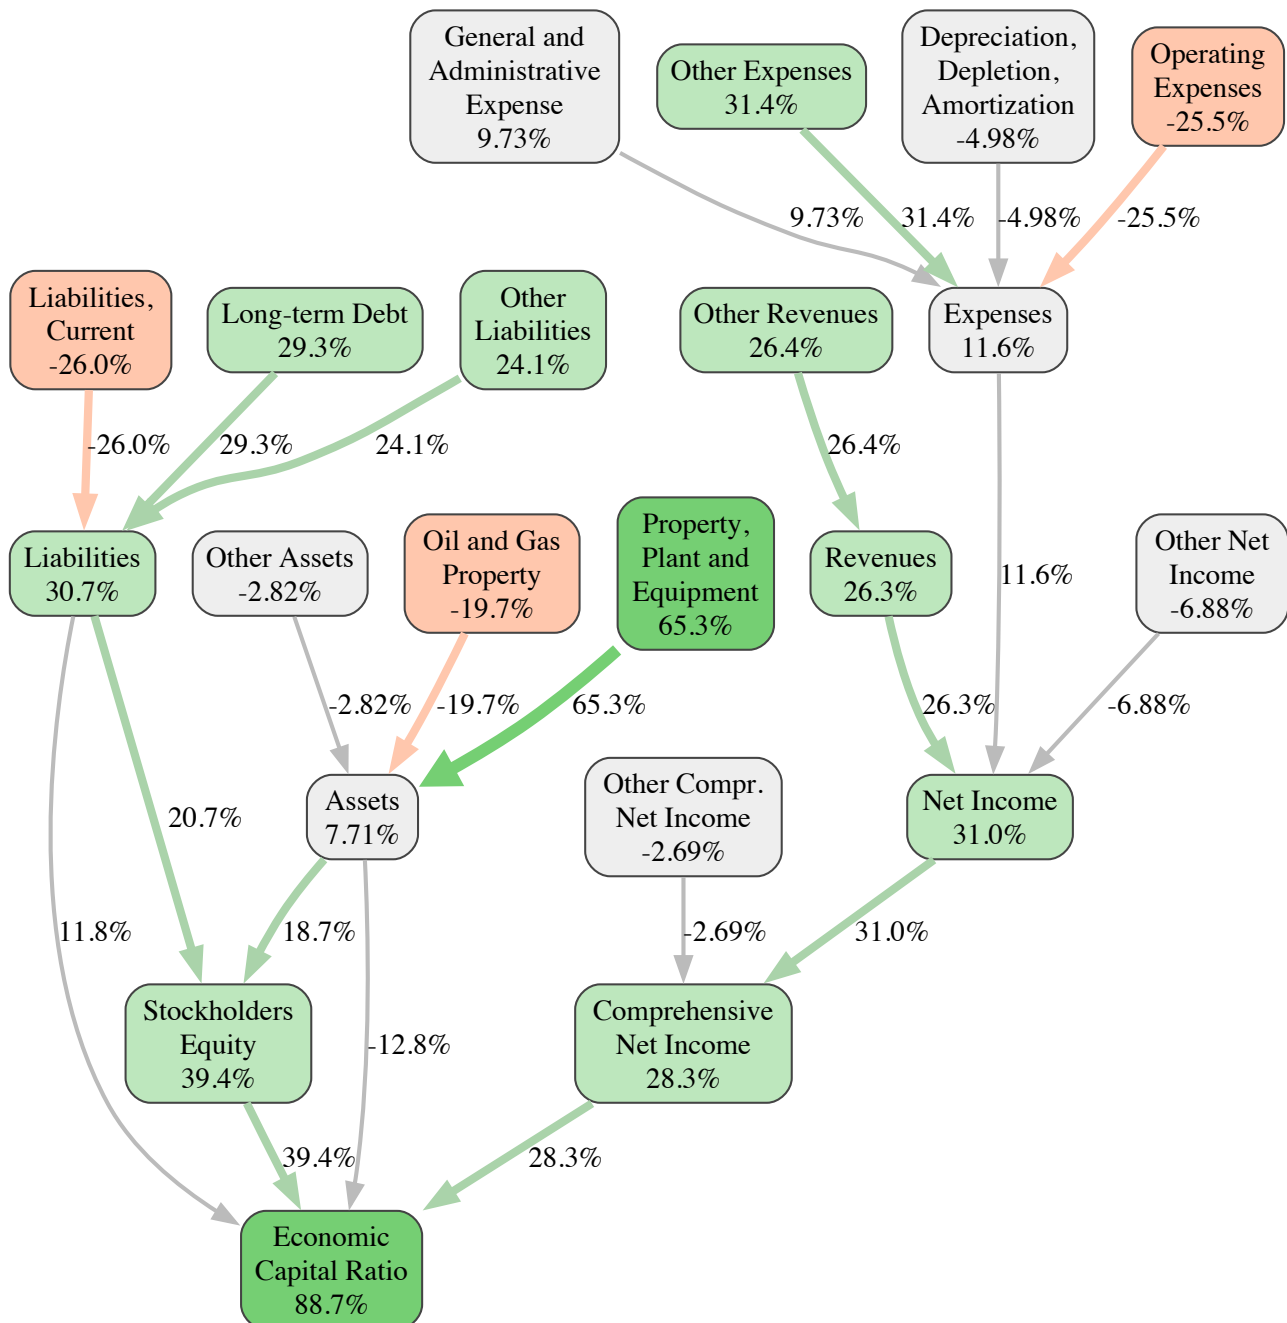 General and
Administrative
Expense
9.73%
Other Expenses
31.4%
Depreciation,
Depletion,
Amortization
-4.98%
Operating
Expenses
-25.5%
9.73%
31.4%
-4.98%
-25.5%
Liabilities,
Current
-26.0%
Long-term Debt
29.3%
Other
Liabilities
24.1%
Other Revenues
26.4%
Expenses
11.6%
-26.0%
29.3%
24.1%
26.4%
Liabilities
30.7%
Other Assets
-2.82%
Oil and Gas
Property
-19.7%
Property,
Plant and
Equipment
65.3%
Revenues
26.3%
11.6%
Other Net
Income
-6.88%
-2.82%
-19.7%
65.3%
26.3%
-6.88%
20.7%
Assets
7.71%
Other Compr.
Net Income
-2.69%
Net Income
31.0%
11.8%
18.7%
-2.69%
31.0%
Stockholders
Equity
39.4%
-12.8%
Comprehensive
Net Income
28.3%
39.4%
28.3%
Economic
Capital Ratio
88.7%